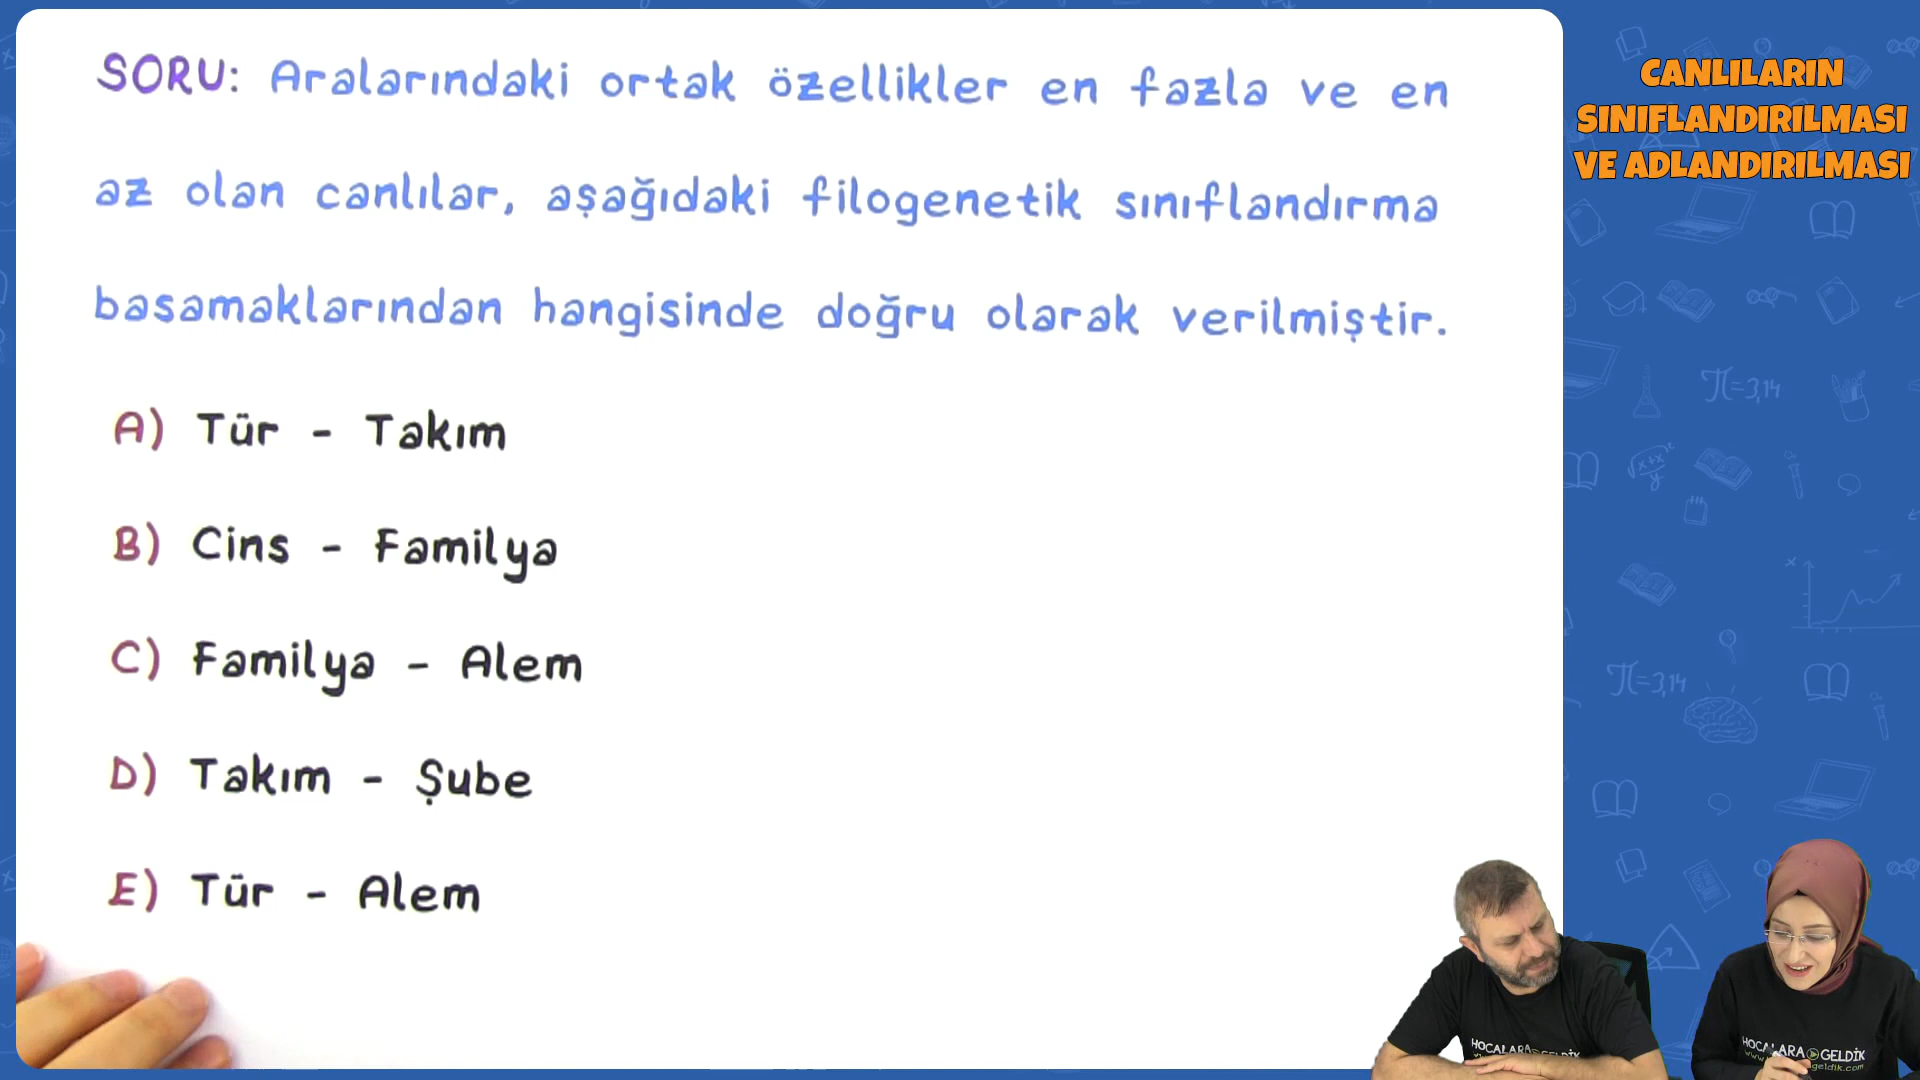 SORU: Aralarındaki ortak özellikler en fazla ve en
az olan canlılar, aşağıdaki filogenetik sınıflandırma
basamaklarından hangisinde doğru olarak verilmiştir.
A) Tür - Takım
B) Cins - Familya
C) Familya - Alem
D) Takım - Şube
E) Tür - Alem
CANLILARIN
SINIFLANDIRILMASI
VE ADLANDIRILMASI
π=3,14
π=3,14
HOCALARA GELDİK